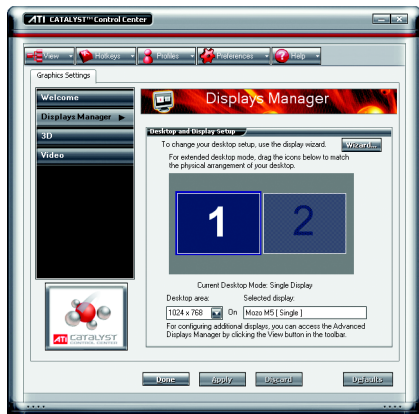 ATI CATALYST™ Control Center
View Hotkeys Profiles Preferences Help
Graphics Settings
Welcome
Displays Manager
3D
Video
Displays Manager
Desktop and Display Setup
To change your desktop setup, use the display wizard.
Wizard...
For extended desktop mode, drag the icons below to match
the physical arrangement of your desktop.
1 2
Current Desktop Mode: Single Display
Desktop area: Selected display:
1024 x 768 On Mozo M5 [ Single ]
For configuring additional displays, you can access the Advanced
Displays Manager by clicking the View button in the toolbar.
ATI CATALYST
CONTROL CENTER
Done Apply Discard Defaults